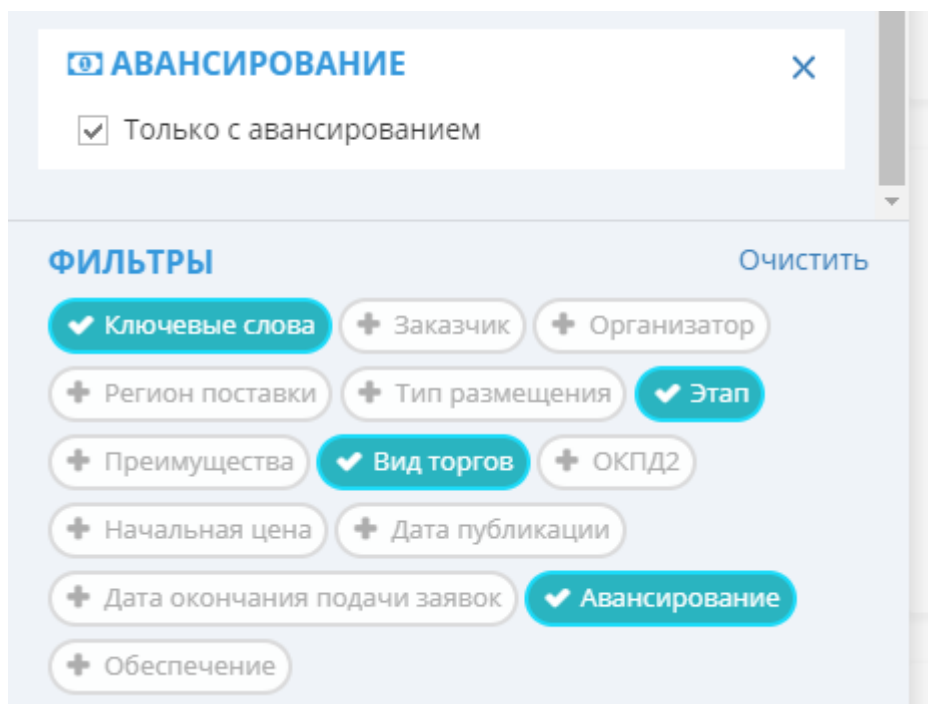 АВАНСИРОВАНИЕ
Только с авансированием
ФИЛЬТРЫ Очистить
Ключевые слова Заказчик Организатор
Регион поставки Тип размещения Этап
Преимущества Вид торгов ОКПД2
Начальная цена Дата публикации
Дата окончания подачи заявок Авансирование
Обеспечение